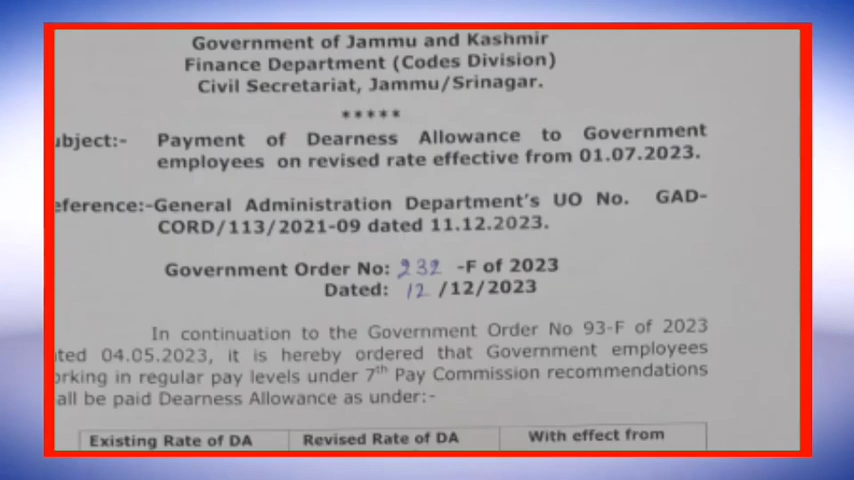 Government of Jammu and Kashmir
Finance Department (Codes Division)
Civil Secretariat, Jammu/Srinagar.
*****
ubject:- Payment of Dearness Allowance to Government
employees on revised rate effective from 01.07.2023.
eference:-General Administration Department's UO No. GAD-
CORD/113/2021-09 dated 11.12.2023.
Government Order No: 232 -F of 2023
Dated: 12 /12/2023
In continuation to the Government Order No 93-F of 2023
ated 04.05.2023, it is hereby ordered that Government employees
orking in regular pay levels under 7th Pay Commission recommendations
all be paid Dearness Allowance as under:-
Existing Rate of DA Revised Rate of DA With effect from